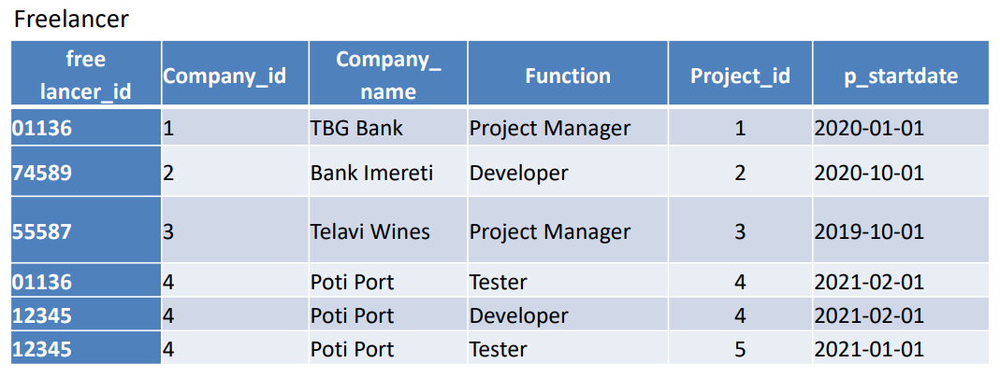 Freelancer
free
lancer_id
Company_id
Company_
name
Function
Project_id
p_startdate
01136 1 TBG Bank Project Manager 1 2020-01-01
74589 2 Bank Imereti Developer 2 2020-10-01
55587 3 Telavi Wines Project Manager 3 2019-10-01
01136 4 Poti Port Tester 4 2021-02-01
12345 4 Poti Port Developer 4 2021-02-01
12345 4 Poti Port Tester 5 2021-01-01